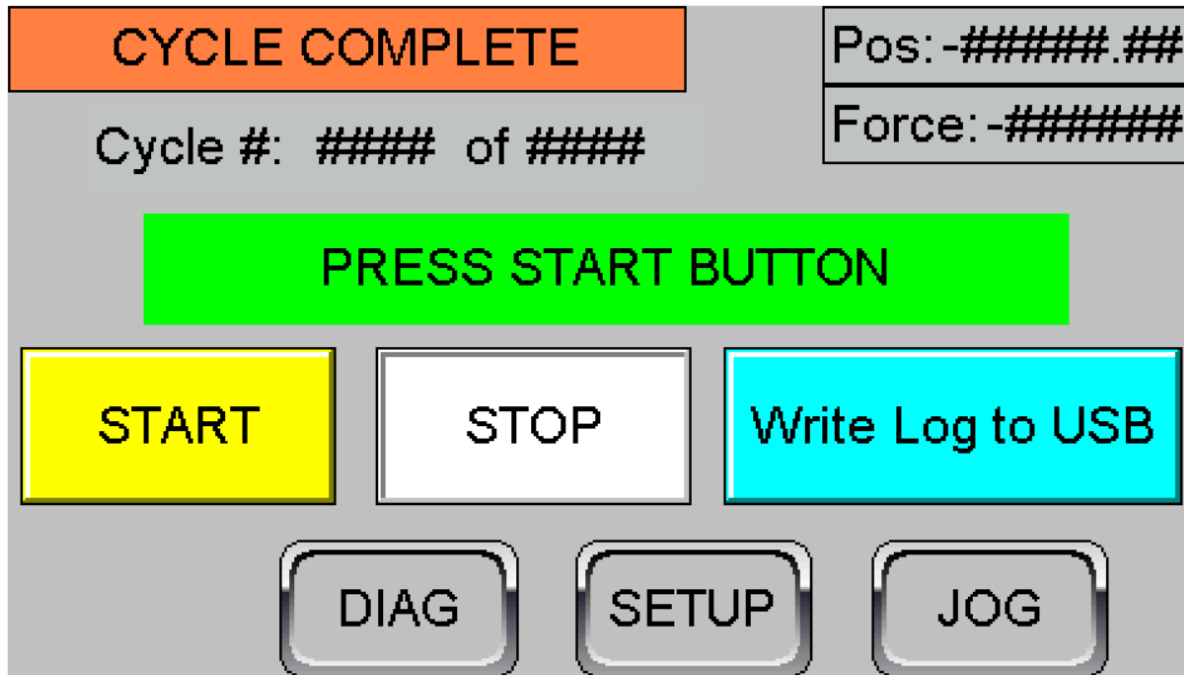 CYCLE COMPLETE
Pos:-#####.##
Cycle #: #### of ####
Force:-######
PRESS START BUTTON
START
STOP
Write Log to USB
DIAG
SETUP
JOG